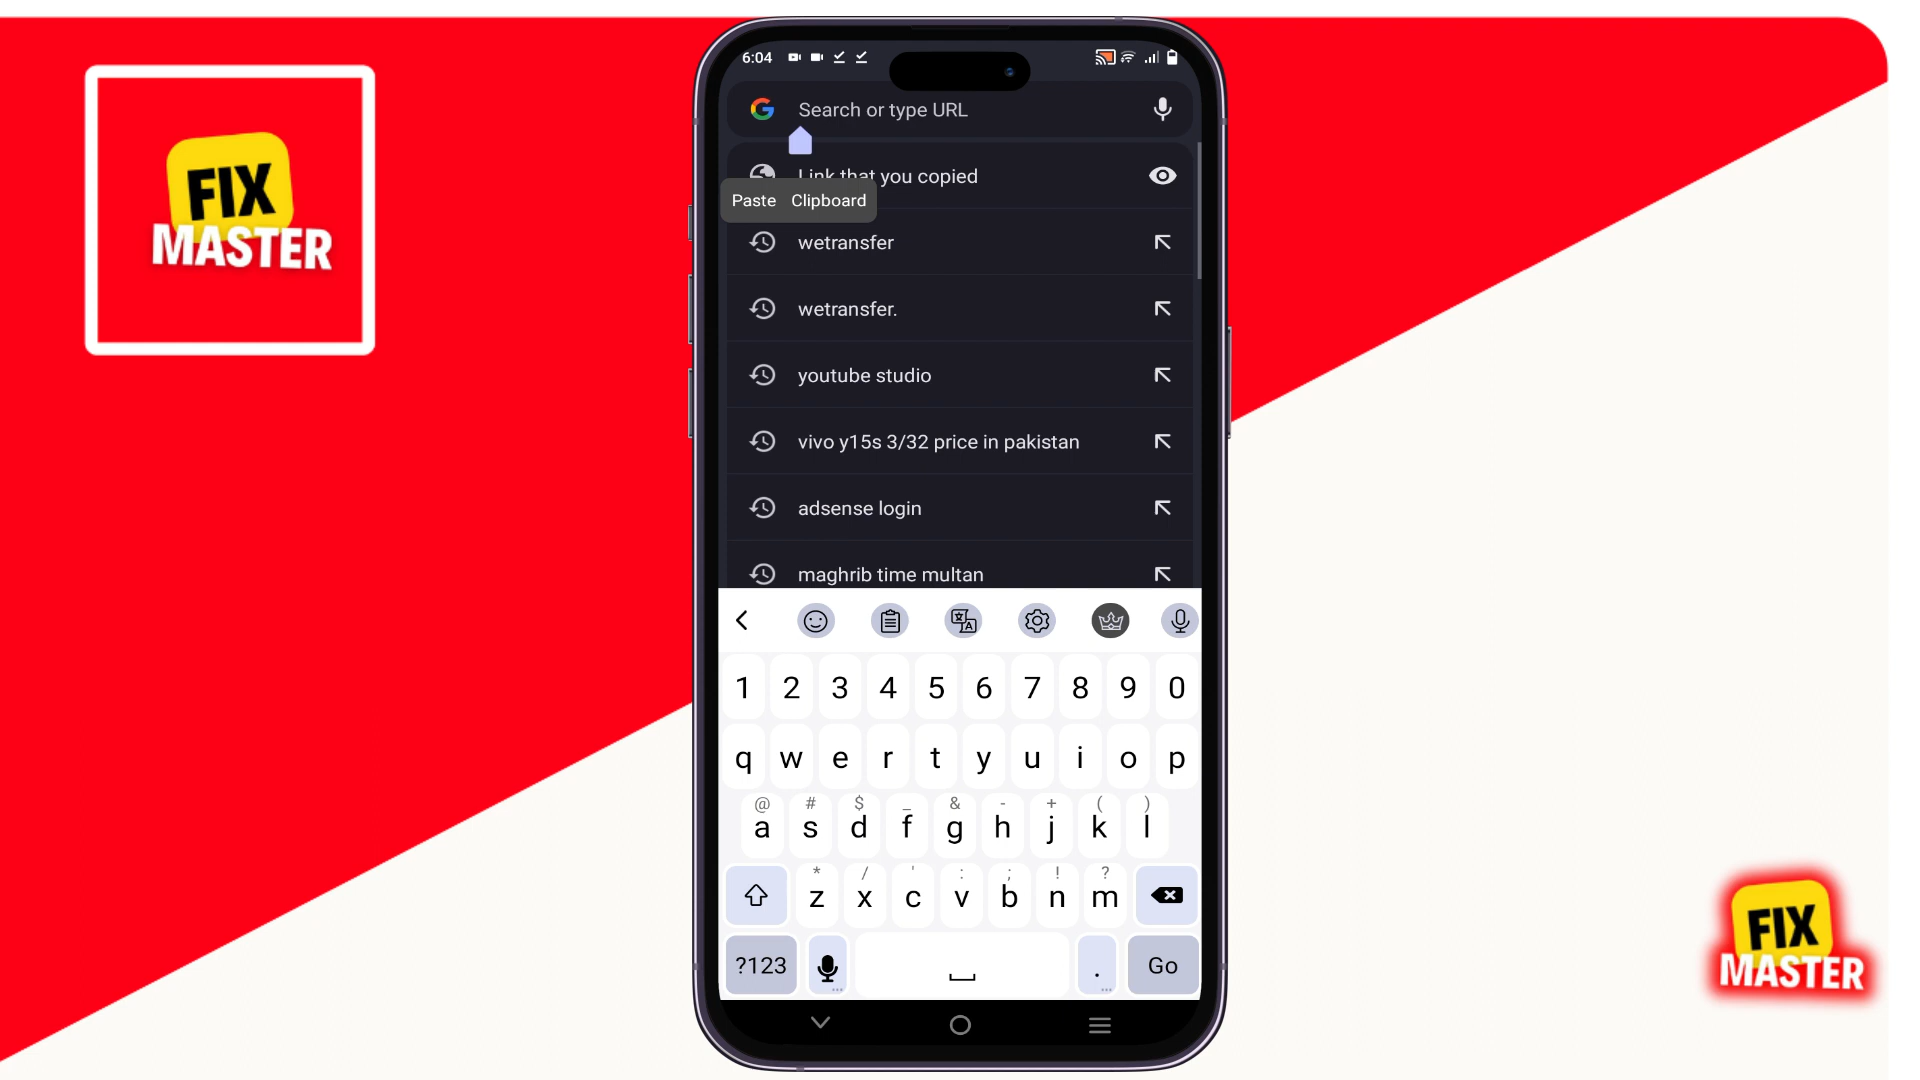 FIX
MASTER
6:04
Search or type URL
Link that you copied
Paste Clipboard
wetransfer
wetransfer.
youtube studio
vivo y15s 3/32 price in pakistan
adsense login
maghrib time multan
1 2 3 4 5 6 7 8 9 0
q w e r t y u i o p
@ # $ _ & - + ( )
a s d f g h j k l
* / ' : ; ! ?
z x c v b n m
?123 . Go
FIX
MASTER